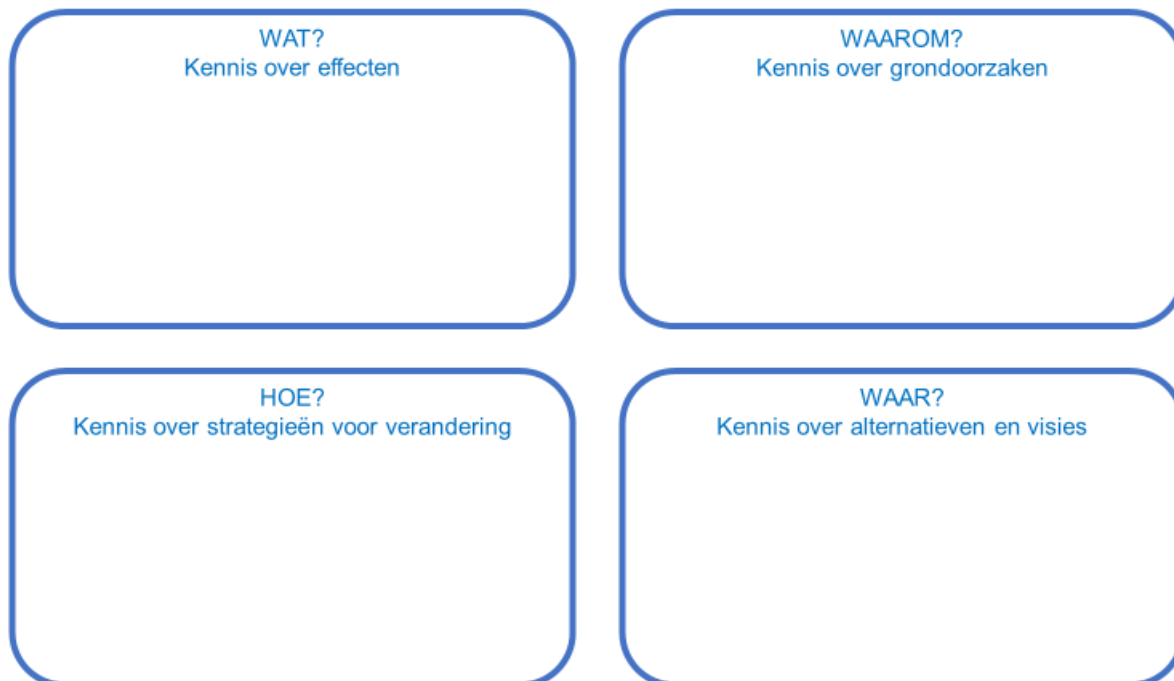 WAT?
Kennis over effecten
WAAROM?
Kennis over grondoorzaken
HOE?
Kennis over strategieën voor verandering
WAAR?
Kennis over alternatieven en visies